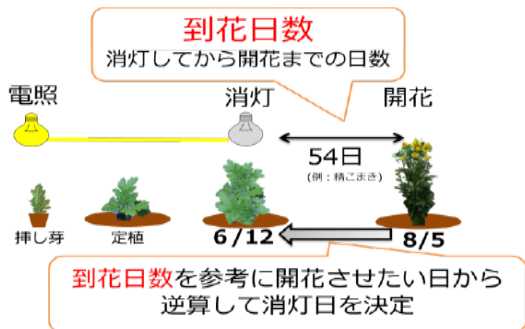 到花日数
消灯してから開花までの日数
電照
消灯
開花
54日
(例：精こまき)
挿し芽
定植
6/12
8/5
到花日数を参考に開花させたい日から
逆算して消灯日を決定